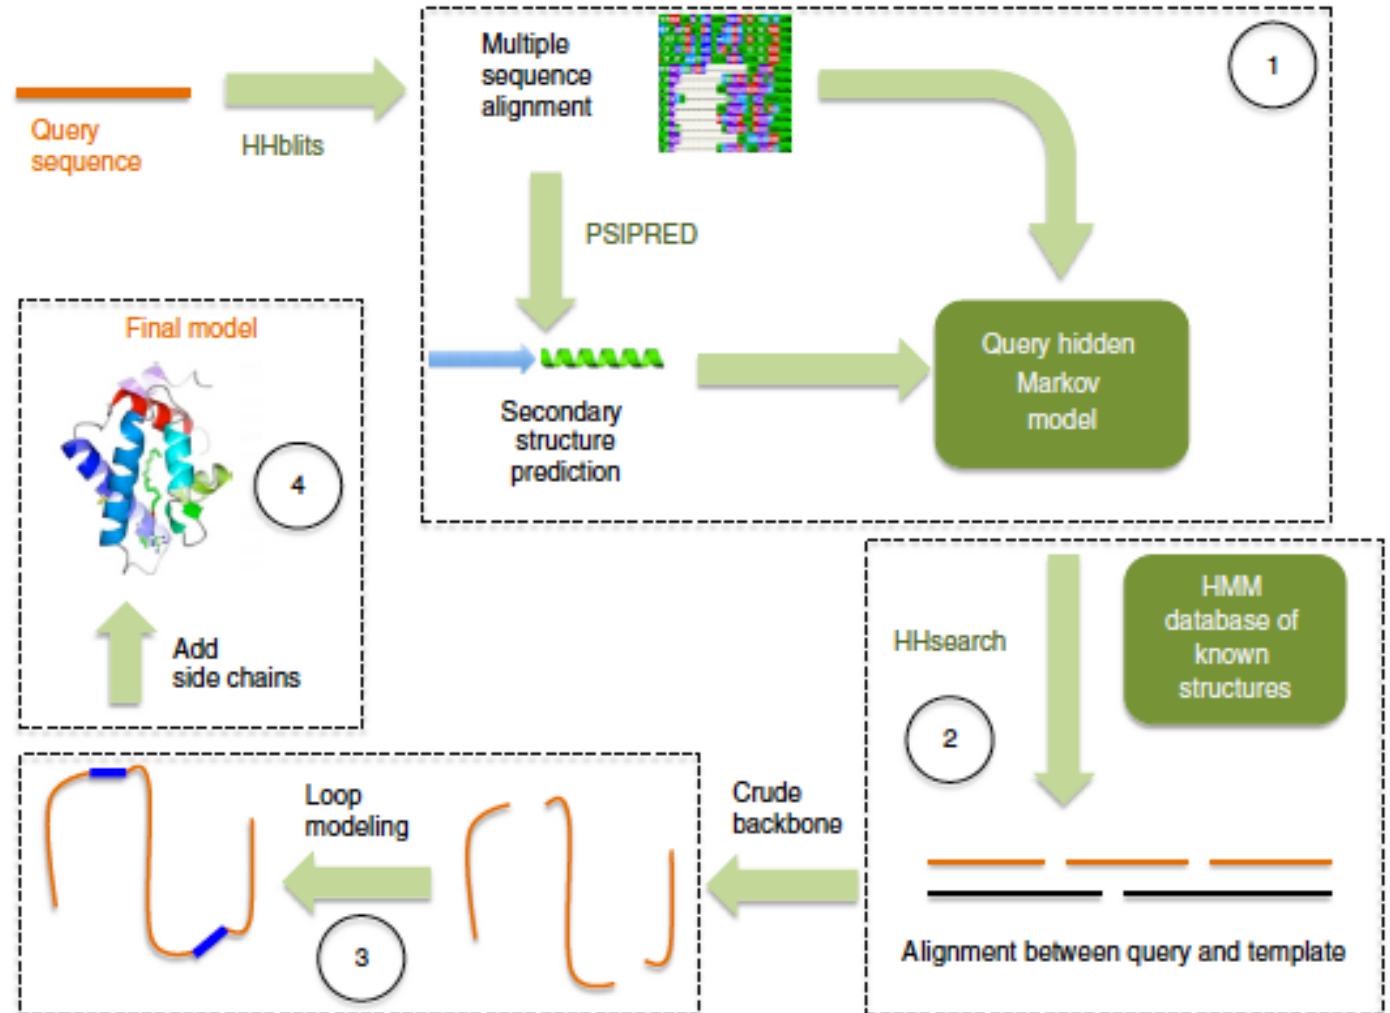 Query
sequence
HHblits
Multiple
sequence
alignment
1
PSIPRED
Secondary
structure
prediction
Query hidden
Markov
model
HHsearch
HMM
database of
known
structures
2
Alignment between query and template
Crude
backbone
Loop
modeling
3
Add
side chains
4
Final model